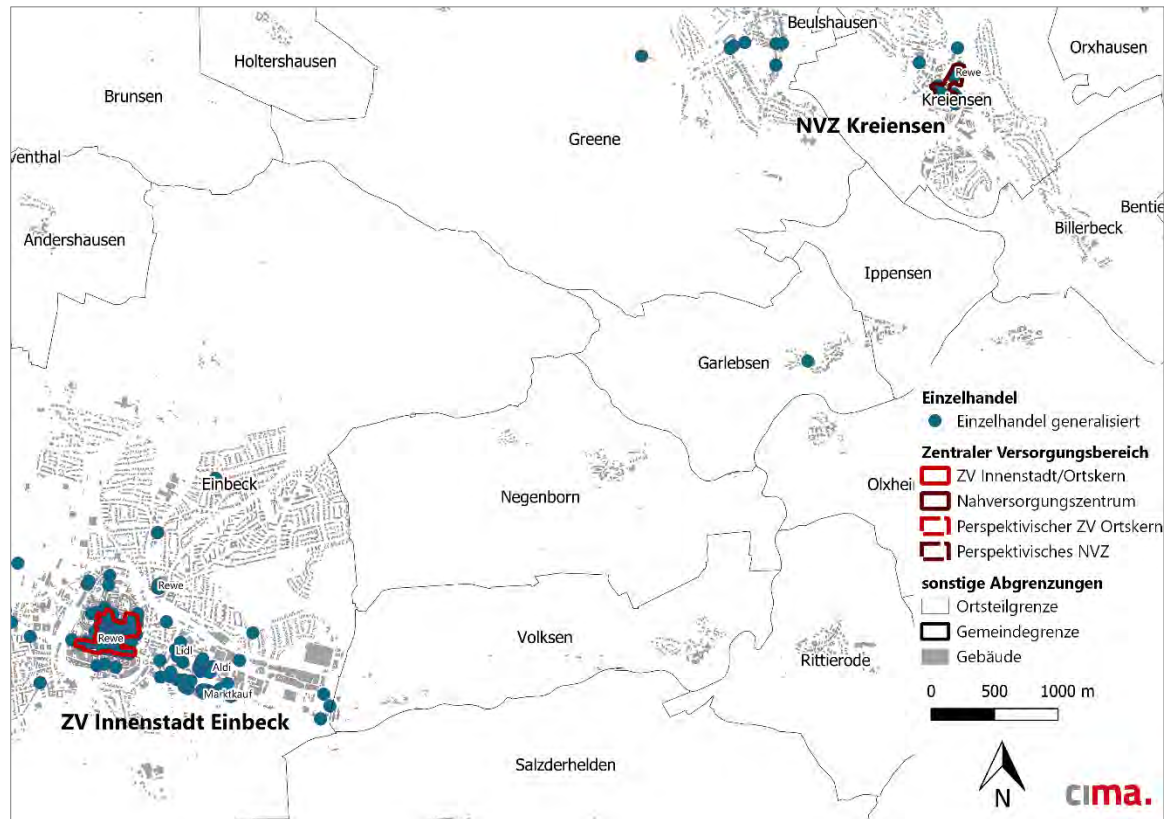 Beulshausen
Holtershausen
Orxhausen
Rewe
Brunsen
Kreiensen
NVZ Kreiensen
Greene
venthal
Bentie
Andershausen
Billerbeck
Ippensen
Garlebsen
Einzelhandel
Einzelhandel generalisiert
Zentraler Versorgungsbereich
ZV Innenstadt/Ortskern
Nahversorgungszentrum
Perspektivischer ZV Ortskern
Perspektivisches NVZ
sonstige Abgrenzungen
Ortsteilgrenze
Gemeindegrenze
Gebäude
0 500 1000 m
N
cima.
Einbeck
Negenborn
Olxhei
Rewe
Rewe
Lidl
Aldi
Marktkauf
ZV Innenstadt Einbeck
Volksen
Rittierode
Salzderhelden